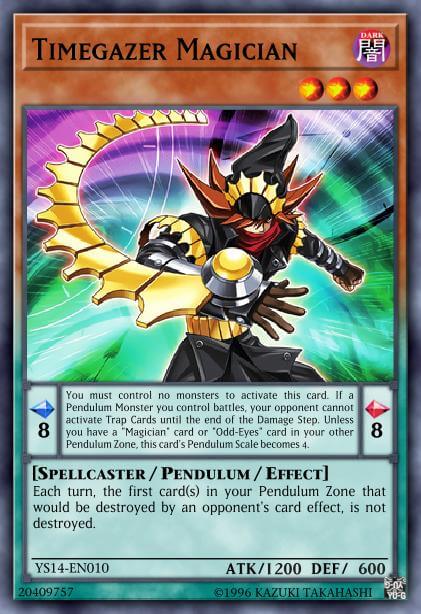 Timegazer Magician
DARK
闇
You must control no monsters to activate this card. If a
Pendulum Monster you control battles, your opponent cannot
activate Trap Cards until the end of the Damage Step. Unless
you have a "Magician" card or "Odd-Eyes" card in your other
Pendulum Zone, this card's Pendulum Scale becomes 4.
8
8
[Spellcaster / Pendulum / Effect]
Each turn, the first card(s) in your Pendulum Zone that
would be destroyed by an opponent's card effect, is not
destroyed.
YS14-EN010
ATK/1200 DEF/ 600
20409757
©1996 KAZUKI TAKAHASHI